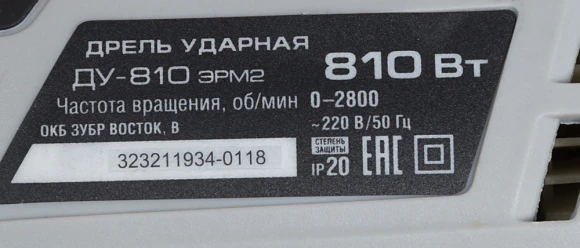 ДРЕЛЬ УДАРНАЯ
ДУ-810 ЭРМ2 810 Вт
Частота вращения, об/мин 0-2800
ОКБ ЗУБР ВОСТОК, В ~220 В/50 Гц
323211934-0118
СТЕПЕНЬ ЗАЩИТЫ
IP20 EAC